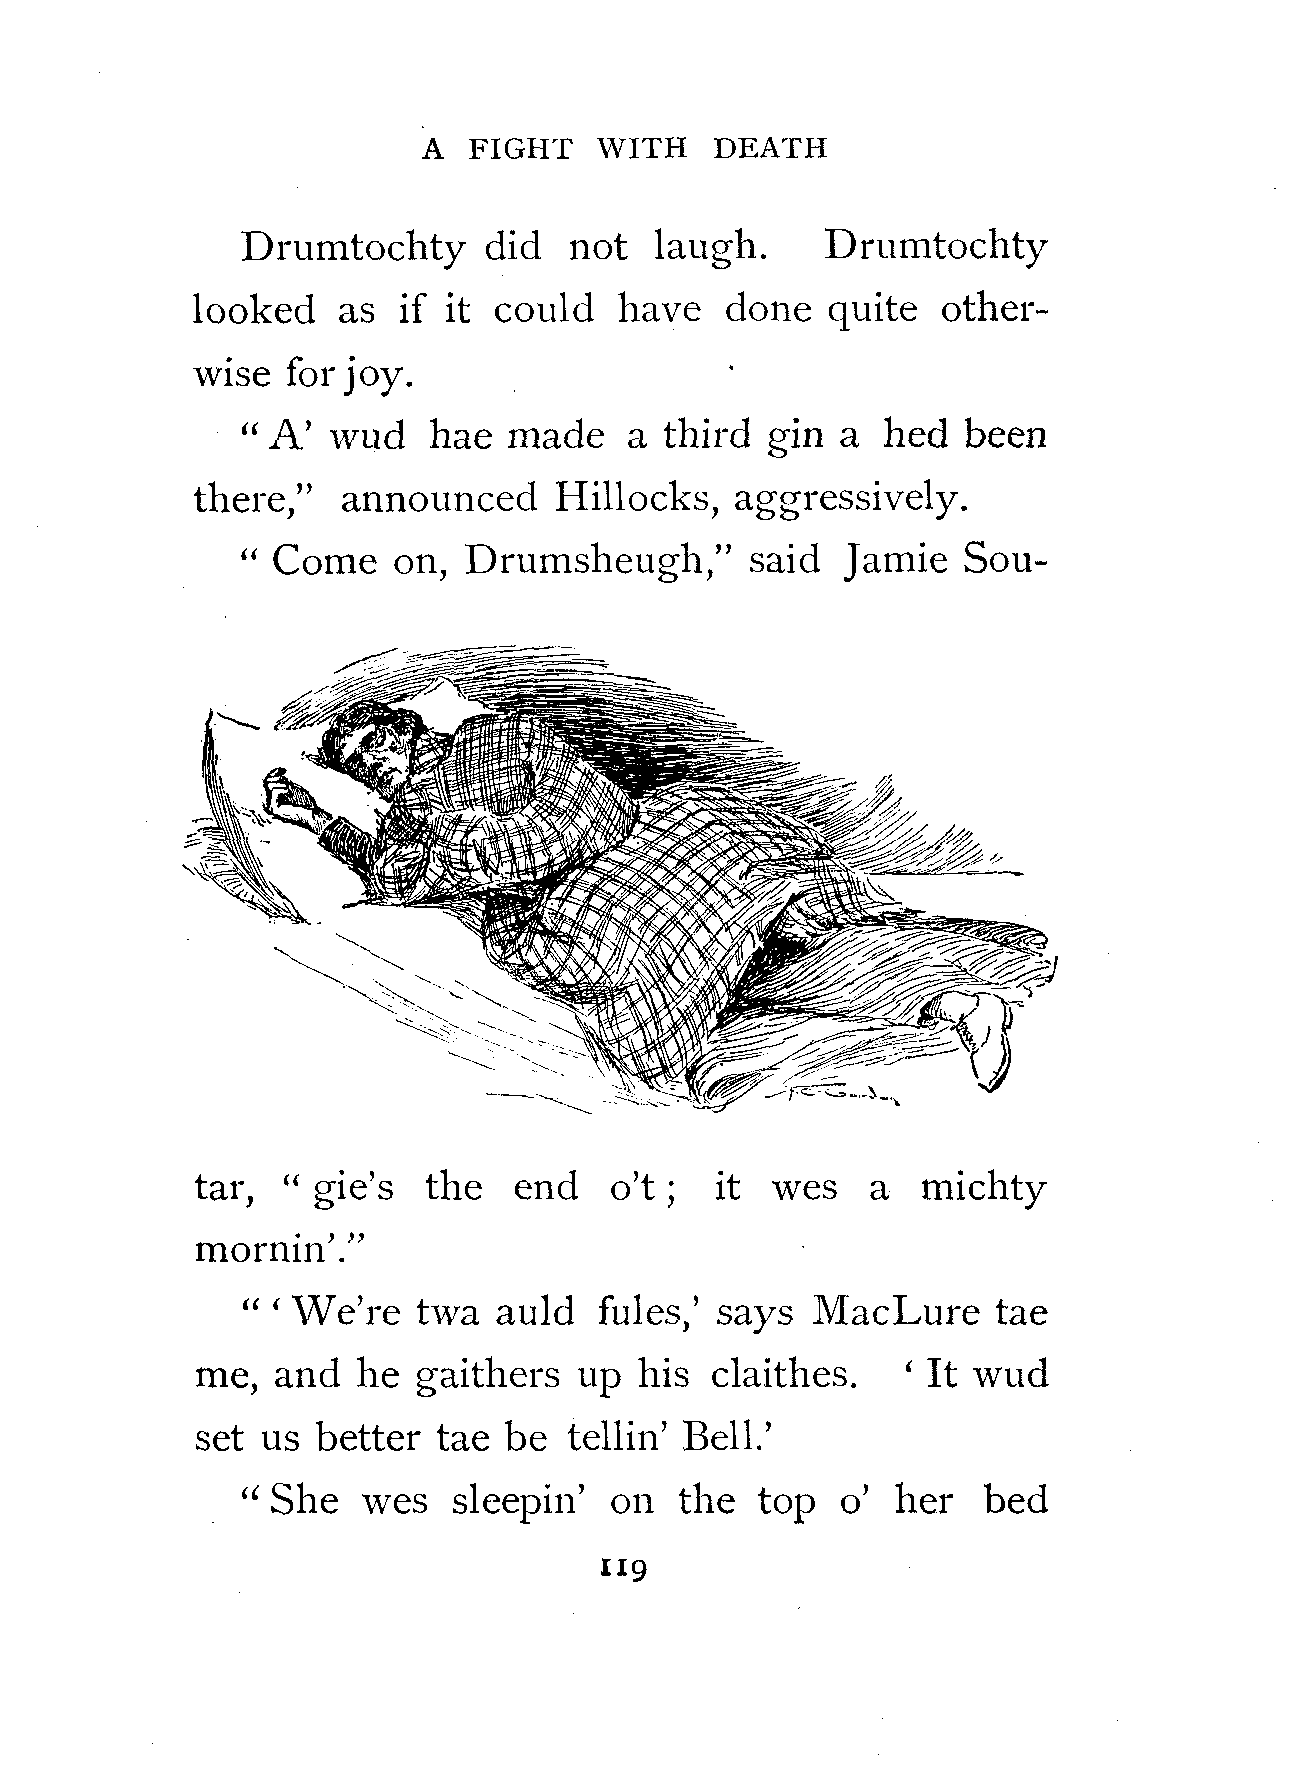 A FIGHT WITH DEATH
Drumtochty did not laugh. Drumtochty
looked as if it could have done quite other-
wise for joy.
“ A’ wud hae made a third gin a hed been
there,” announced Hillocks, aggressively.
“ Come on, Drumsheugh,” said Jamie Sou-
tar, “ gie’s the end o’t ; it wes a michty
mornin’.”
“ ‘ We’re twa auld fules,’ says MacLure tae
me, and he gaithers up his claithes. ‘ It wud
set us better tae be tellin’ Bell.’
“ She wes sleepin’ on the top o’ her bed
119